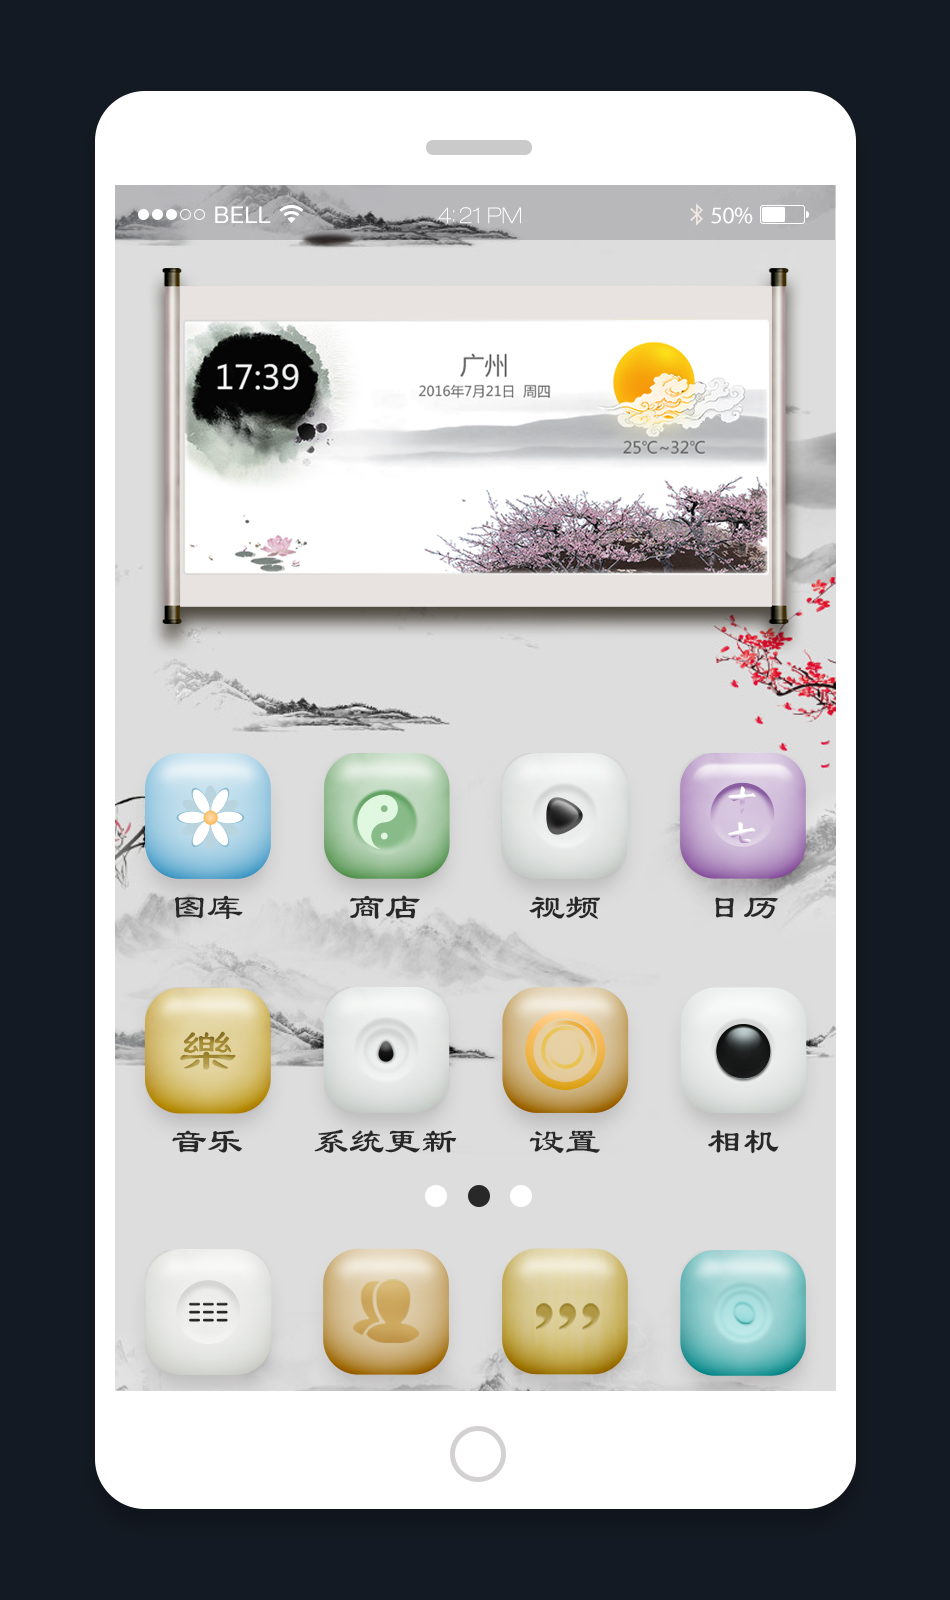 BELL 4:21 PM 50%
17:39
广州
2016年7月21日 周四
25℃~32℃
十七
图库 商店 视频 日历
樂
音乐 系统更新 设置 相机